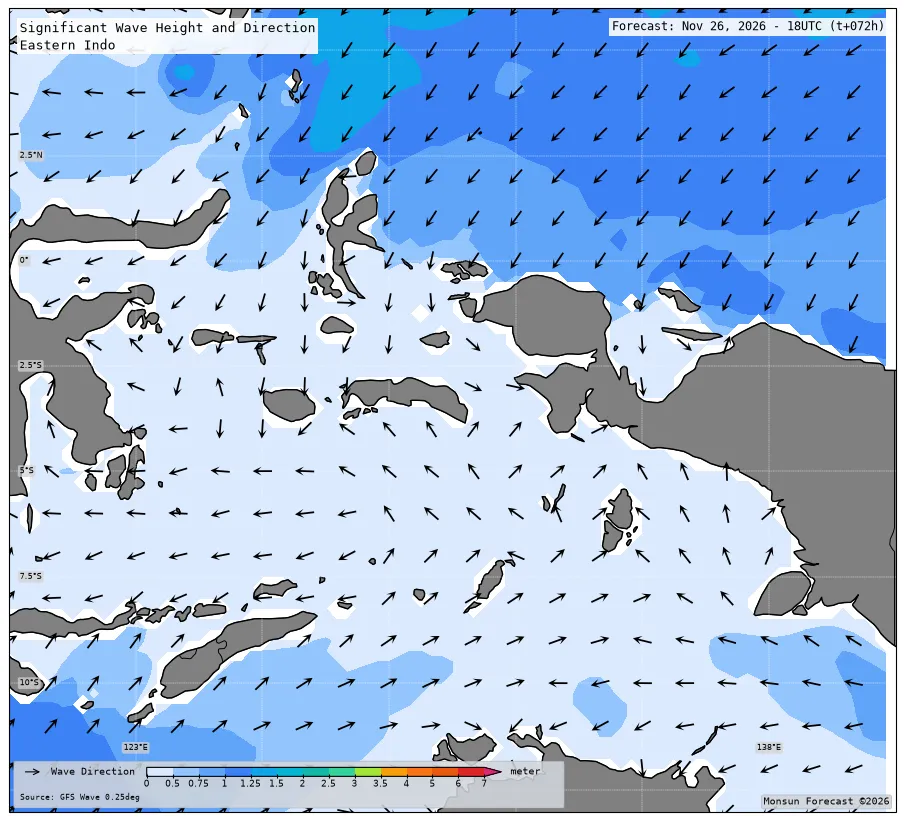 Significant Wave Height and Direction
Eastern Indo
Forecast: Nov 26, 2026 - 18UTC (t+072h)
2.5°N
0°
2.5°S
5°S
7.5°S
10°S
123°E
138°E
Wave Direction
meter
0 0.5 0.75 1 1.25 1.5 2 2.5 3 3.5 4 5 6 7
Source: GFS Wave 0.25deg
Monsun Forecast ©2026